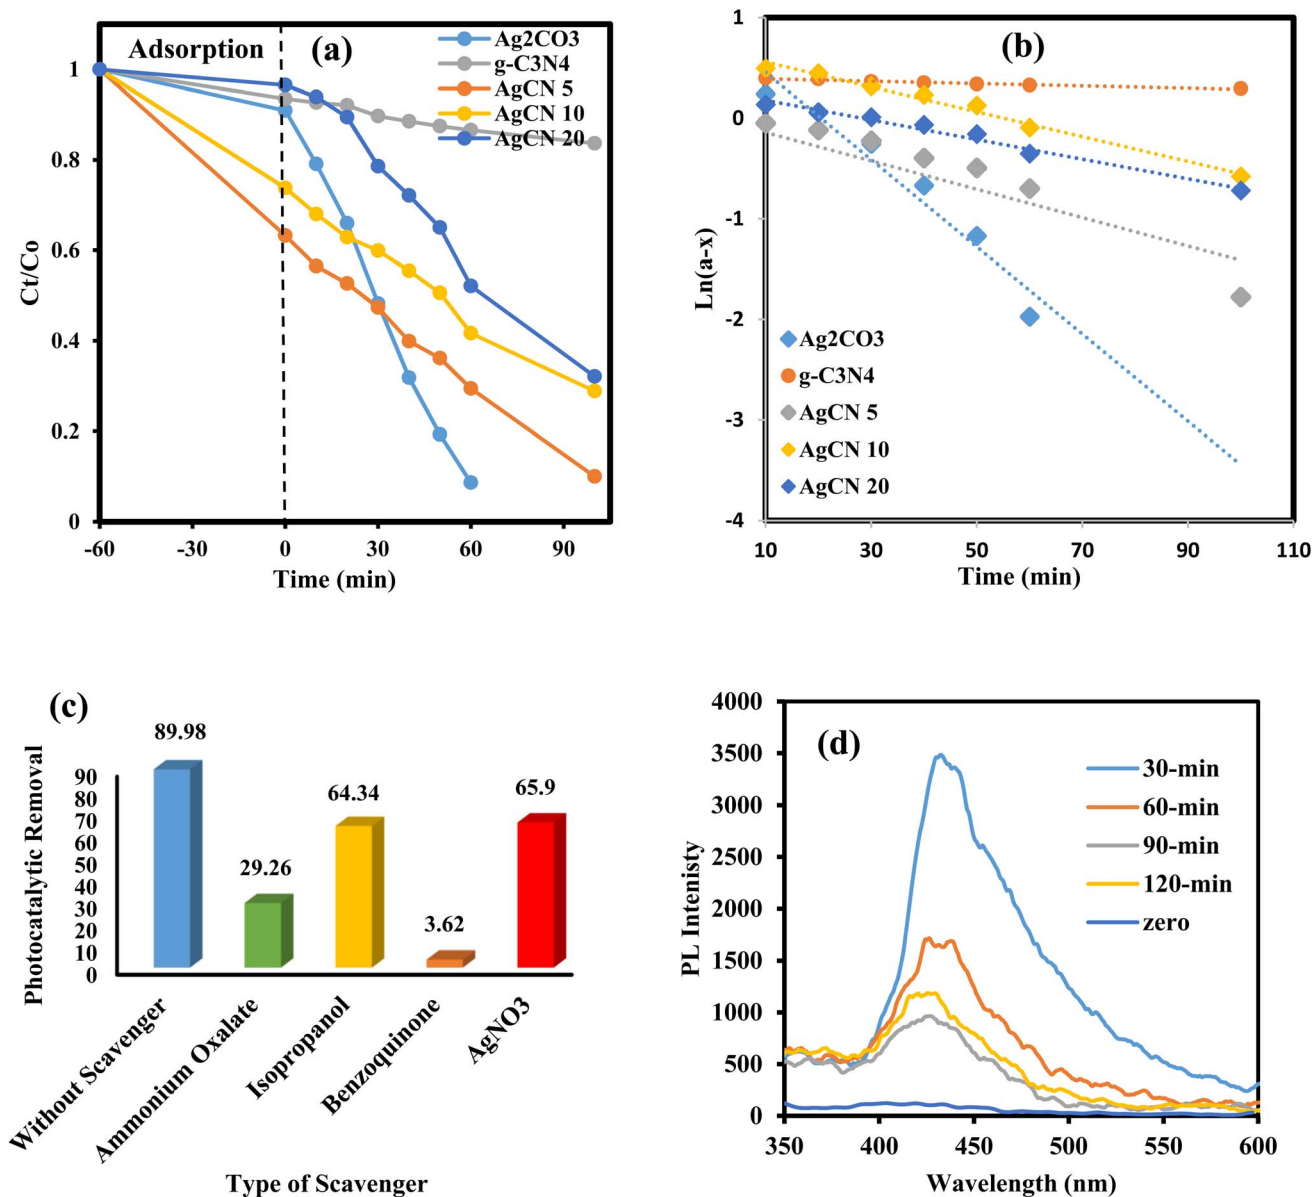 (a)
Adsorption
Ag2CO3
g-C3N4
AgCN 5
AgCN 10
AgCN 20
Ct/Co
1
0.8
0.6
0.4
0.2
0
-60 -30 0 30 60 90
Time (min)
(b)
Ln(a-x)
1
0
-1
-2
-3
-4
Ag2CO3
g-C3N4
AgCN 5
AgCN 10
AgCN 20
10 30 50 70 90 110
Time (min)
(c)
Photocatalytic Removal
90
80
70
60
50
40
30
20
10
0
89.98
29.26
64.34
3.62
65.9
Without Scavenger
Ammonium Oxalate
Isopropanol
Benzoquinone
AgNO3
Type of Scavenger
(d)
PL Intenisty
4000
3500
3000
2500
2000
1500
1000
500
0
30-min
60-min
90-min
120-min
zero
350 400 450 500 550 600
Wavelength (nm)